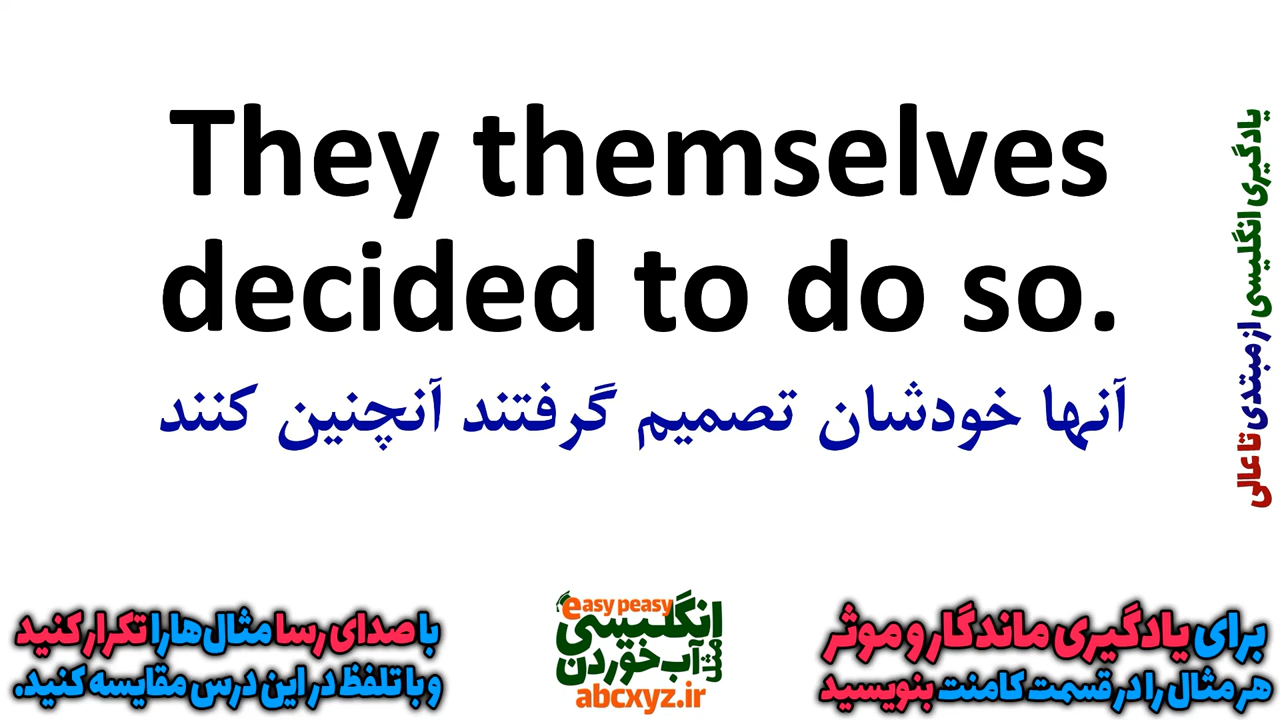 They themselves
decided to do so.
آنها خودشان تصمیم گرفتند آنچنین کنند
یادگیری انگلیسی از مبتدی تا عالی
با صدای رسا مثال‌ها را تکرار کنید
و با تلفظ در این درس مقایسه کنید.
easy peasy
انگلیسی
مثل آب خوردن
abcxyz.ir
برای یادگیری ماندگار و موثر
هر مثال را در قسمت کامنت بنویسید